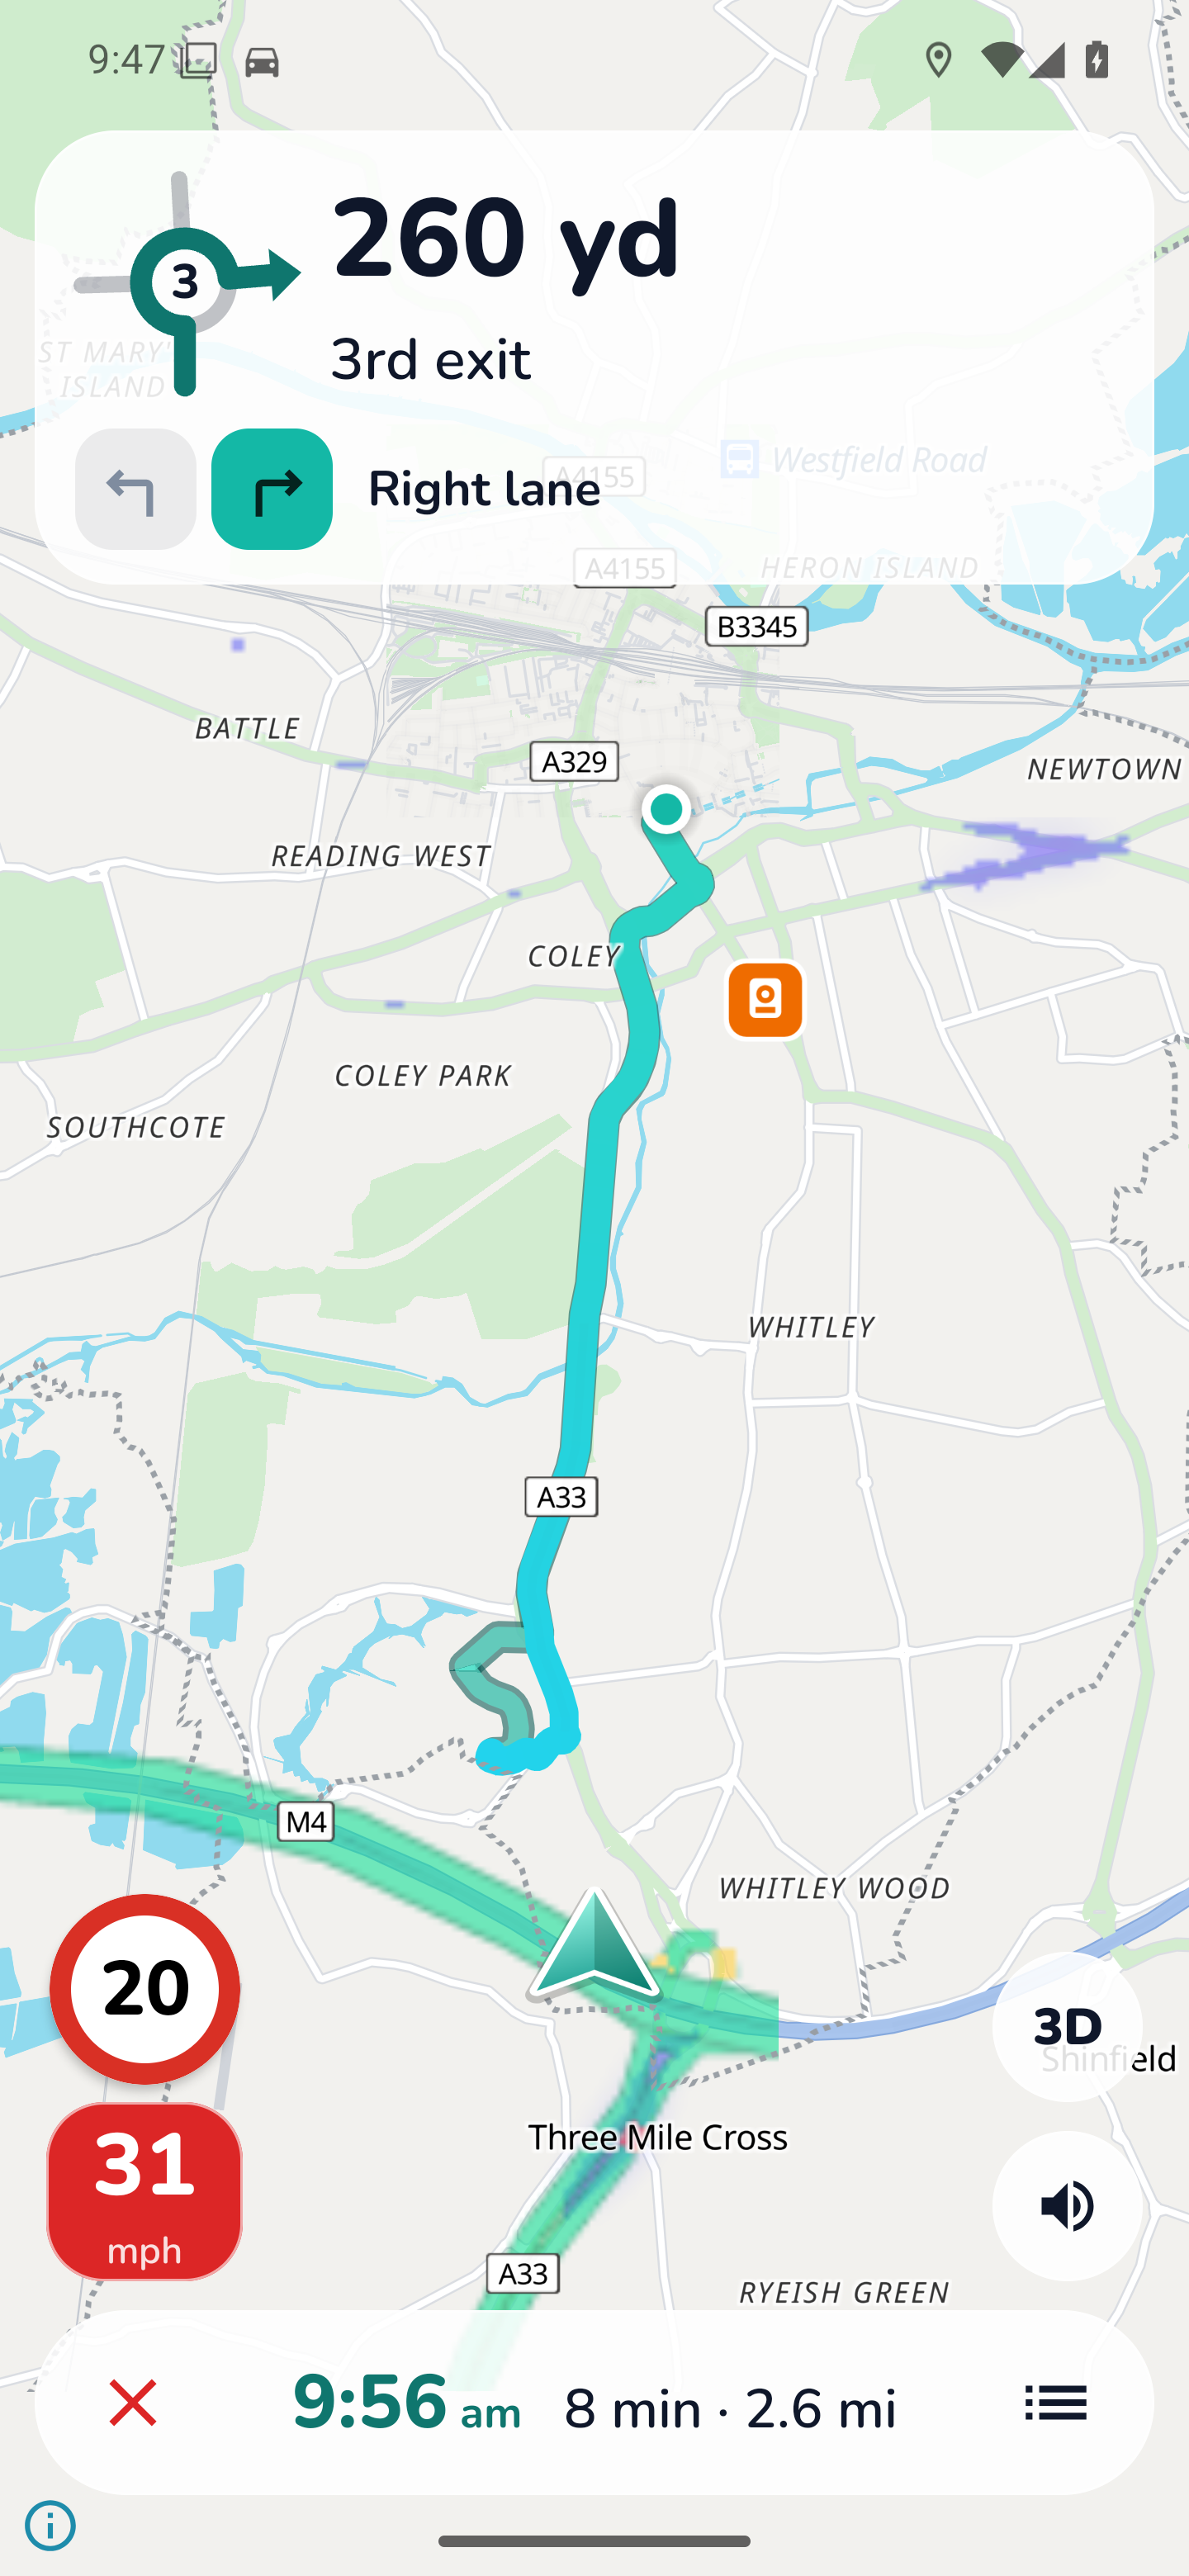 9:47
260 yd
3
3rd exit
ST MARY'
ISLAND
Right lane
A4155
Westfield Road
A4155
HERON ISLAND
B3345
BATTLE
A329
NEWTOWN
READING WEST
COLEY
COLEY PARK
SOUTHCOTE
WHITLEY
A33
M4
WHITLEY WOOD
20
3D
Shinfield
31
mph
Three Mile Cross
A33
RYEISH GREEN
9:56 am 8 min · 2.6 mi